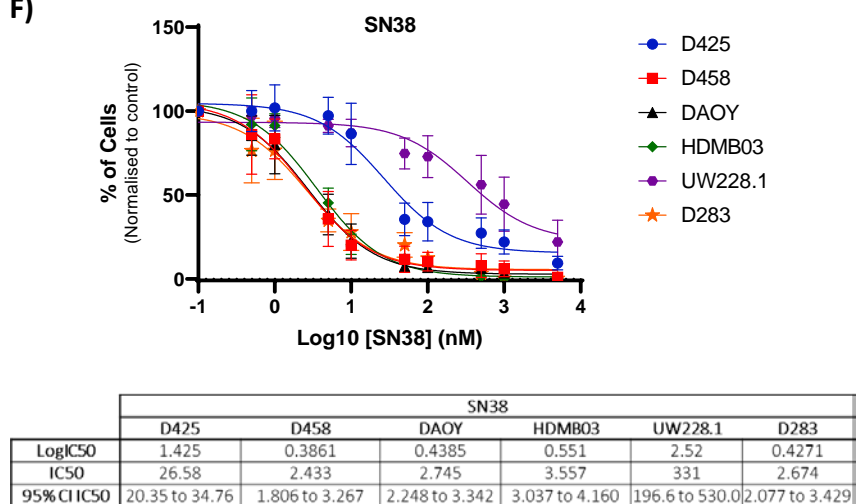 F)
SN38
150
100
50
0
% of Cells
(Normalised to control)
-1 0 1 2 3 4
Log10 [SN38] (nM)
D425
D458
DAOY
HDMB03
UW228.1
D283
SN38
D425 D458 DAOY HDMB03 UW228.1 D283
LogIC50 1.425 0.3861 0.4385 0.551 2.52 0.4271
IC50 26.58 2.433 2.745 3.557 331 2.674
95% CI IC50 20.35 to 34.76 1.806 to 3.267 2.248 to 3.342 3.037 to 4.160 196.6 to 530.0 2.077 to 3.429